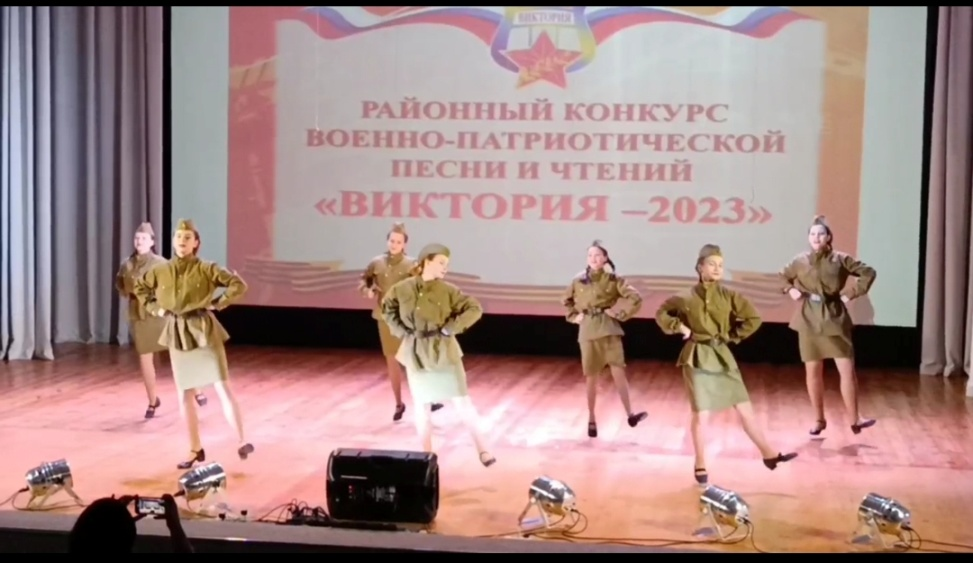 ВИКТОРИЯ
РАЙОННЫЙ КОНКУРС
ВОЕННО-ПАТРИОТИЧЕСКОЙ
ПЕСНИ И ЧТЕНИЙ
«ВИКТОРИЯ –2023»